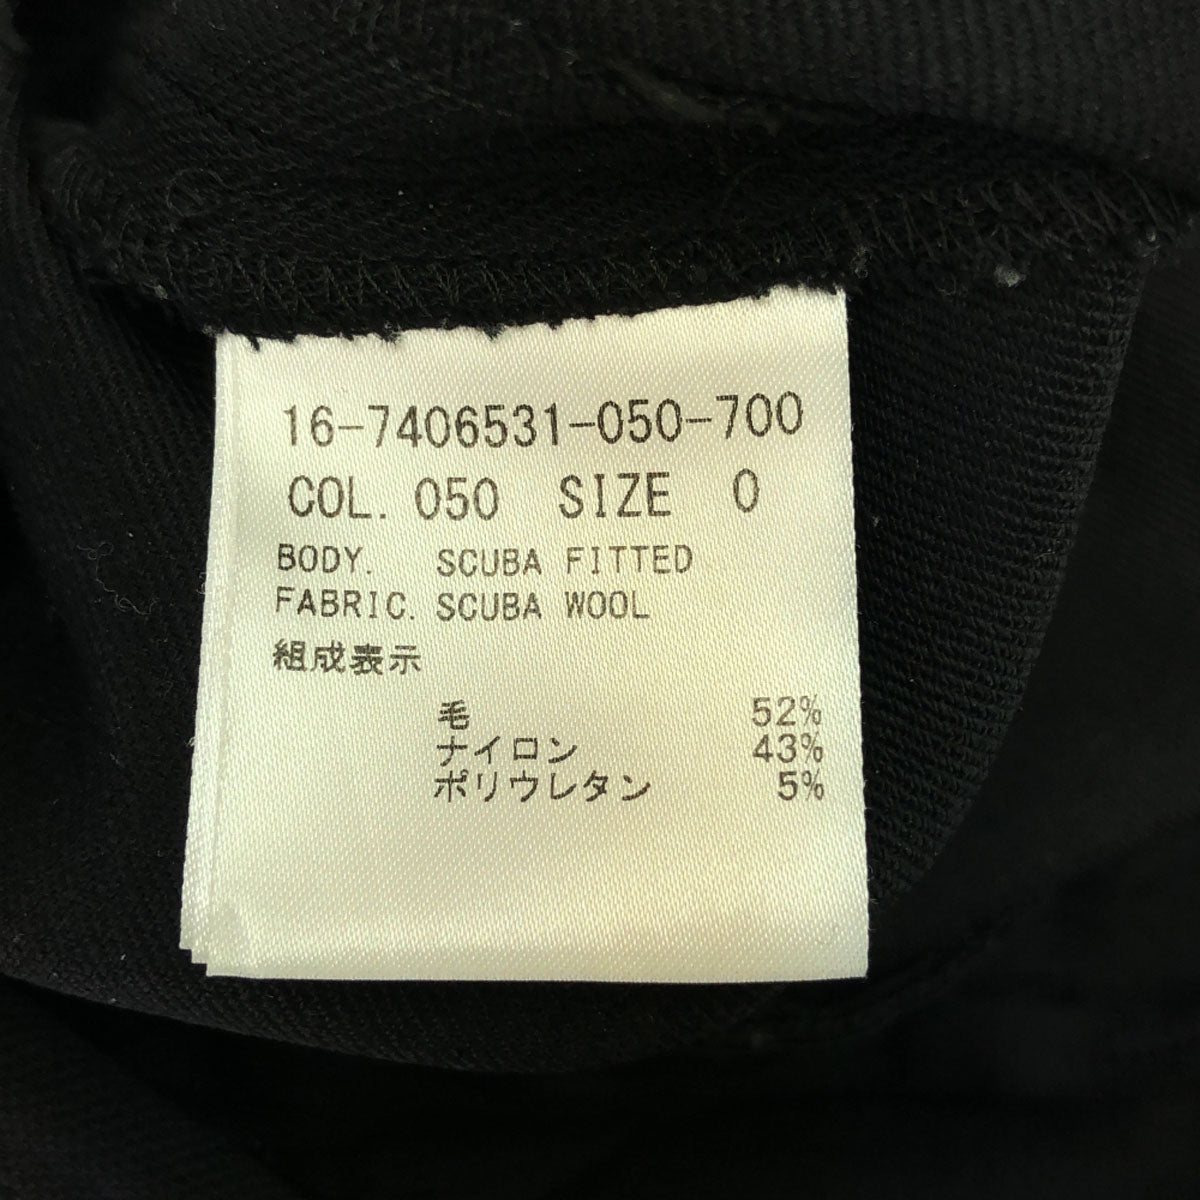 16-7406531-050-700
COL. 050 SIZE 0
BODY. SCUBA FITTED
FABRIC. SCUBA WOOL
組成表示
毛 52%
ナイロン 43%
ポリウレタン 5%